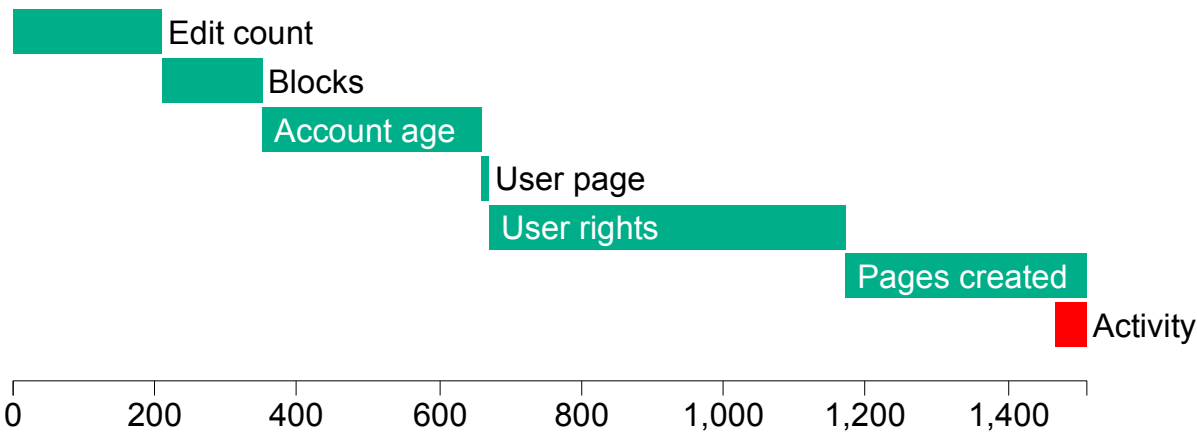 Edit count
Blocks
Account age
User page
User rights
Pages created
Activity
0 200 400 600 800 1,000 1,200 1,400